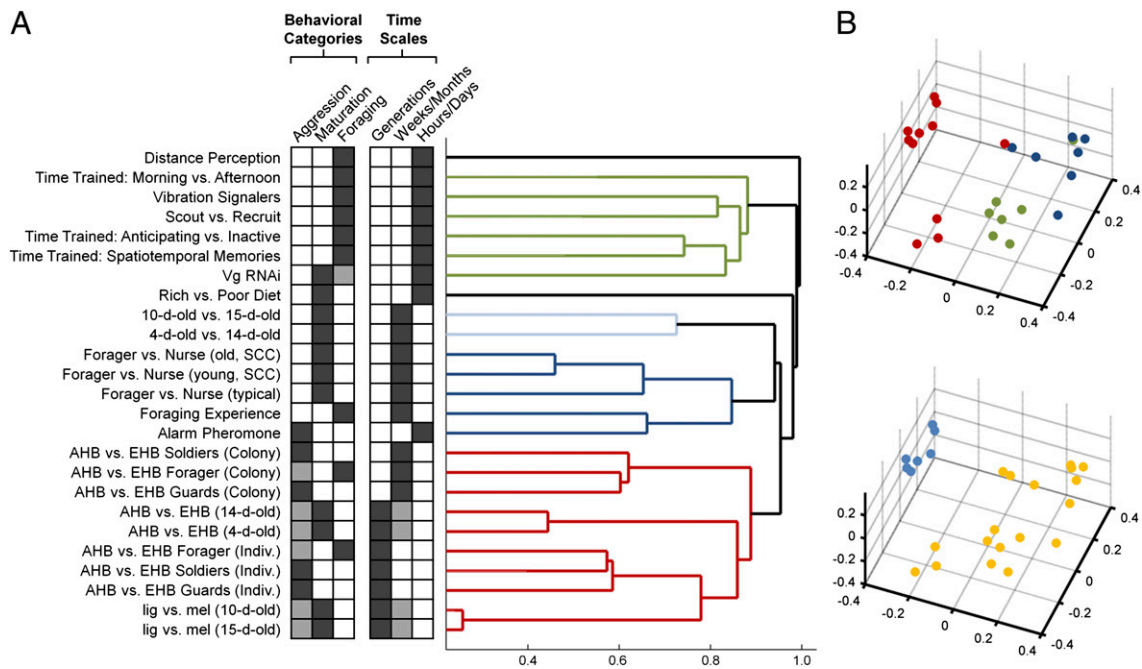 A
B
Behavioral
Categories
Time
Scales
Aggression
Maturation
Foraging
Generations
Weeks/Months
Hours/Days
Distance Perception
Time Trained: Morning vs. Afternoon
Vibration Signalers
Scout vs. Recruit
Time Trained: Anticipating vs. Inactive
Time Trained: Spatiotemporal Memories
Vg RNAi
Rich vs. Poor Diet
10-d-old vs. 15-d-old
4-d-old vs. 14-d-old
Forager vs. Nurse (old, SCC)
Forager vs. Nurse (young, SCC)
Forager vs. Nurse (typical)
Foraging Experience
Alarm Pheromone
AHB vs. EHB Soldiers (Colony)
AHB vs. EHB Forager (Colony)
AHB vs. EHB Guards (Colony)
AHB vs. EHB (14-d-old)
AHB vs. EHB (4-d-old)
AHB vs. EHB Forager (Indiv.)
AHB vs. EHB Soldiers (Indiv.)
AHB vs. EHB Guards (Indiv.)
lig vs. mel (10-d-old)
lig vs. mel (15-d-old)
0.4 0.6 0.8 1.0
0.2
0
-0.2
-0.4
-0.4 -0.2 0 0.2 0.4
-0.4
-0.2
0
0.2
0.4
0.2
0
-0.2
-0.4
-0.4 -0.2 0 0.2 0.4
-0.4
-0.2
0
0.2
0.4